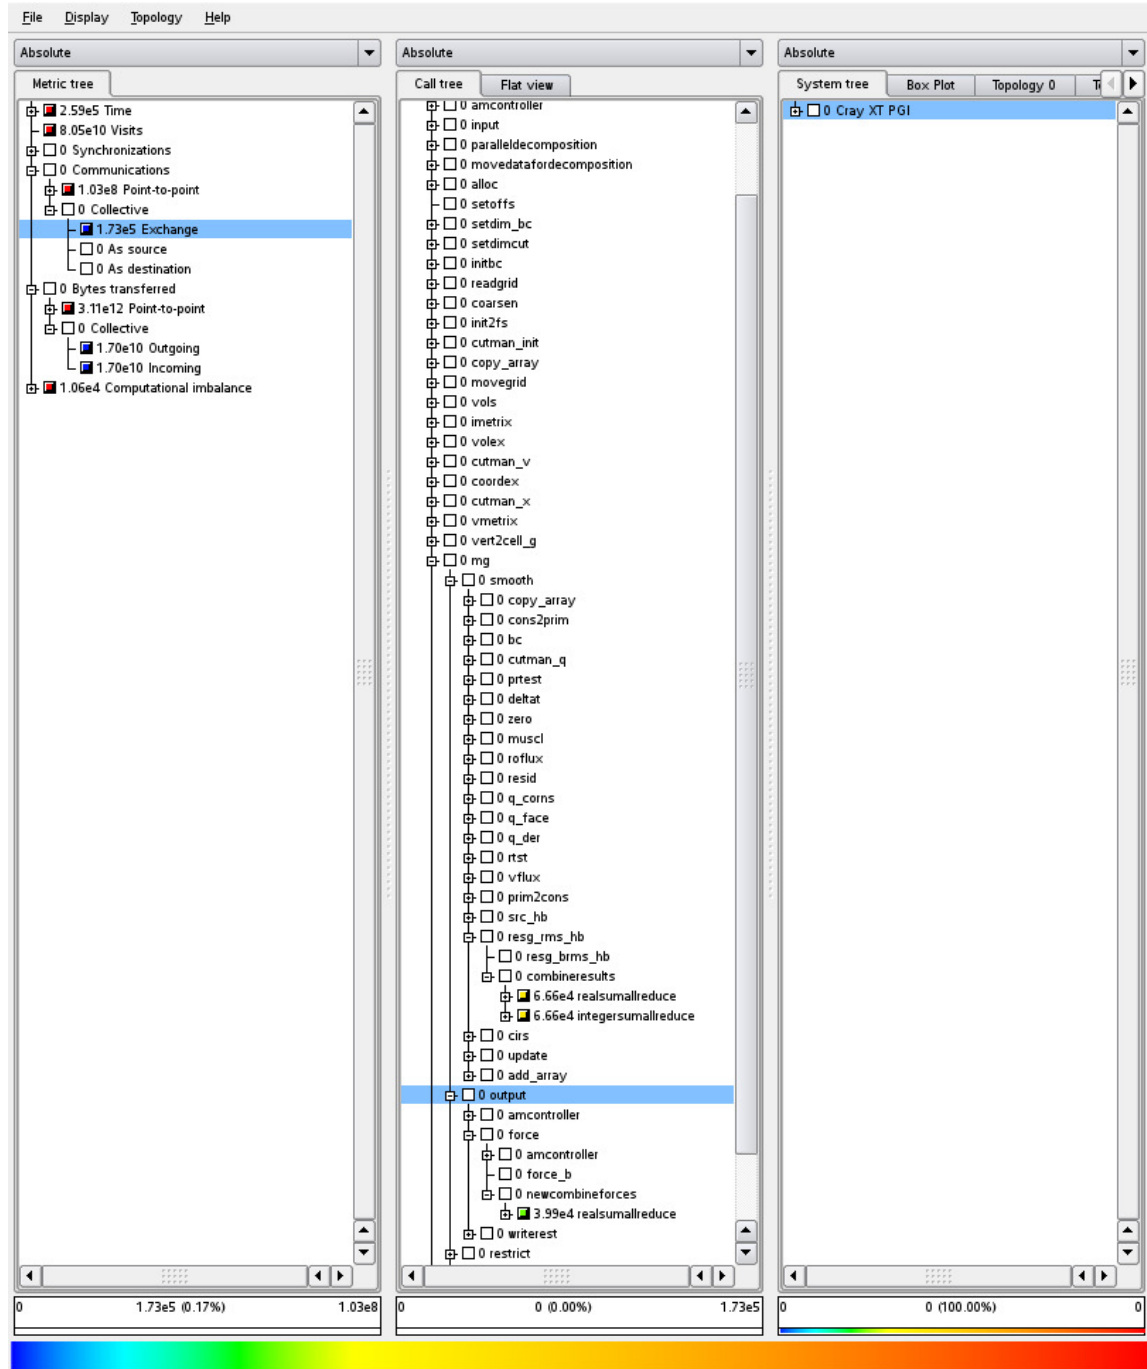 File Display Topology Help
Absolute
Metric tree
2.59e5 Time
8.05e10 Visits
0 Synchronizations
0 Communications
1.03e8 Point-to-point
0 Collective
1.73e5 Exchange
0 As source
0 As destination
0 Bytes transferred
3.11e12 Point-to-point
0 Collective
1.70e10 Outgoing
1.70e10 Incoming
1.06e4 Computational imbalance
0 1.73e5 (0.17%) 1.03e8
Absolute
Call tree Flat view
0 amcontroller
0 input
0 paralleldecomposition
0 movedatafordecomposition
0 alloc
0 setoffs
0 setdim_bc
0 setdimcut
0 initbc
0 readgrid
0 coarsen
0 init2fs
0 cutman_init
0 copy_array
0 movegrid
0 vols
0 imetrix
0 volex
0 cutman_v
0 coordex
0 cutman_x
0 vmetrix
0 vert2cell_g
0 mg
0 smooth
0 copy_array
0 cons2prim
0 bc
0 cutman_q
0 prtest
0 deltat
0 zero
0 muscl
0 roflux
0 resid
0 q_corns
0 q_face
0 q_der
0 rtst
0 vflux
0 prim2cons
0 src_hb
0 resg_rms_hb
0 resg_brms_hb
0 combineresults
6.66e4 realsumallreduce
6.66e4 integersumallreduce
0 cirs
0 update
0 add_array
0 output
0 amcontroller
0 force
0 amcontroller
0 force_b
0 newcombineforces
3.99e4 realsumallreduce
0 writerest
0 restrict
0 0 (0.00%) 1.73e5
Absolute
System tree Box Plot Topology 0
0 Cray XT PGI
0 0 (100.00%) 0